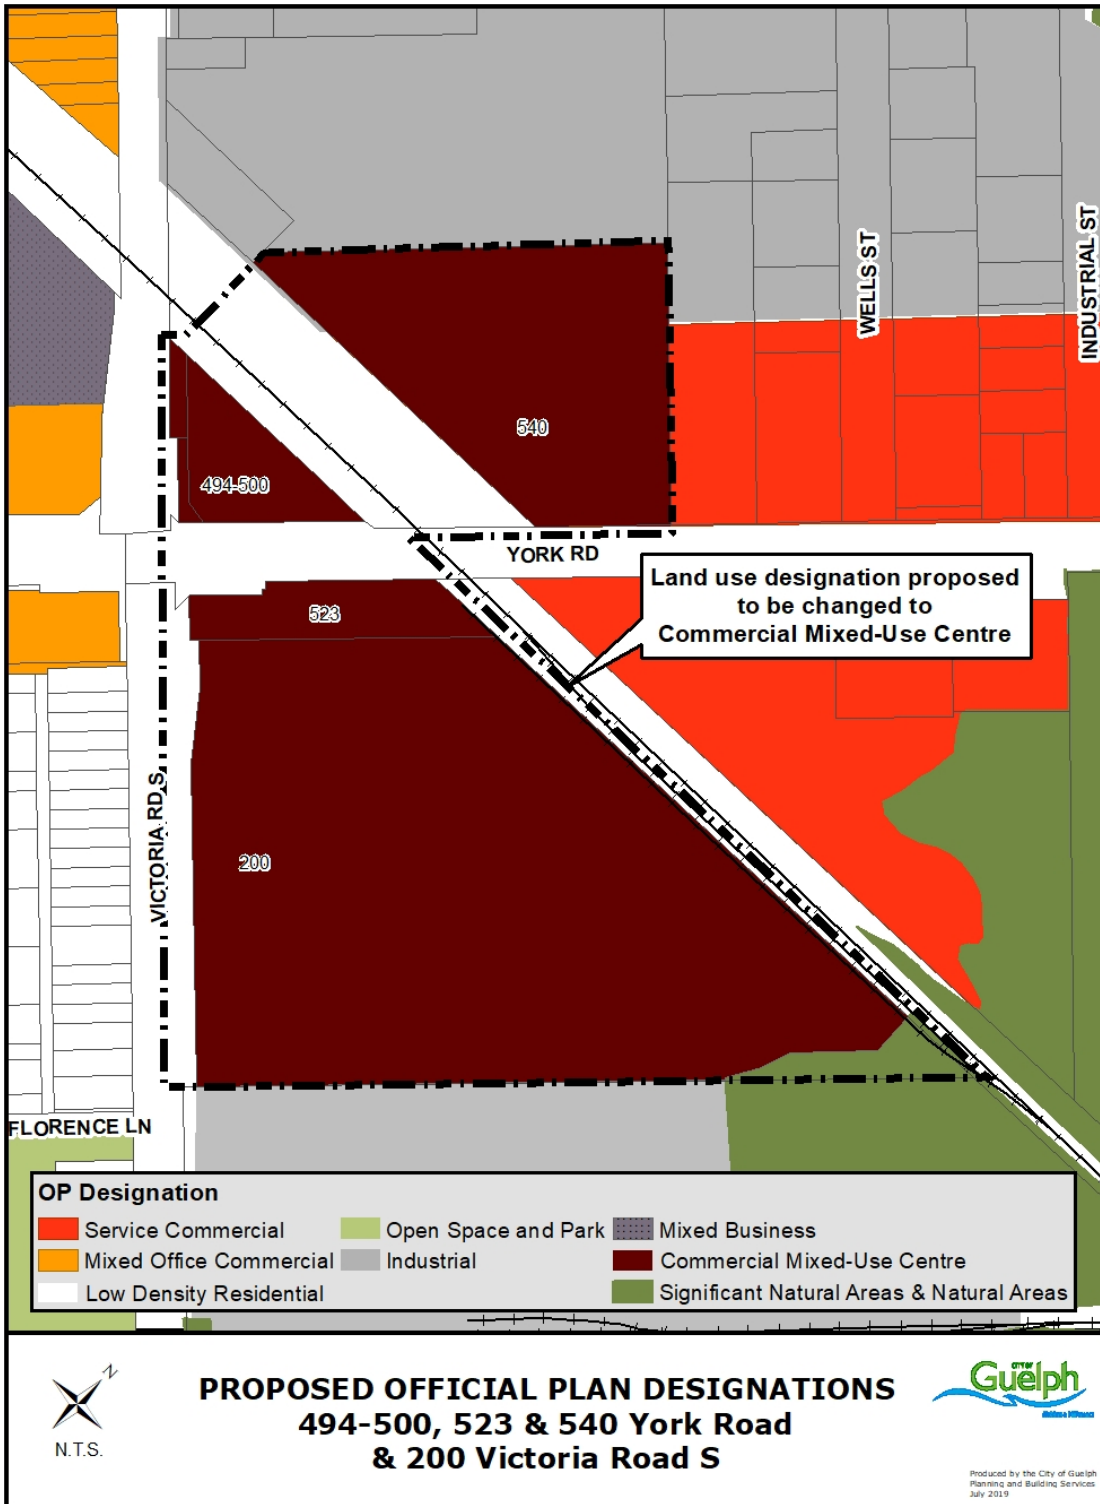 WELLS ST
INDUSTRIAL ST
540
494-500
YORK RD
Land use designation proposed
to be changed to
Commercial Mixed-Use Centre
523
VICTORIA RD S
200
FLORENCE LN
OP Designation
Service Commercial
Open Space and Park
Mixed Business
Mixed Office Commercial
Industrial
Commercial Mixed-Use Centre
Low Density Residential
Significant Natural Areas & Natural Areas
N
N.T.S.
PROPOSED OFFICIAL PLAN DESIGNATIONS
494-500, 523 & 540 York Road
& 200 Victoria Road S
CITY OF
Guelph
Making a Difference
Produced by the City of Guelph
Planning and Building Services
July 2019